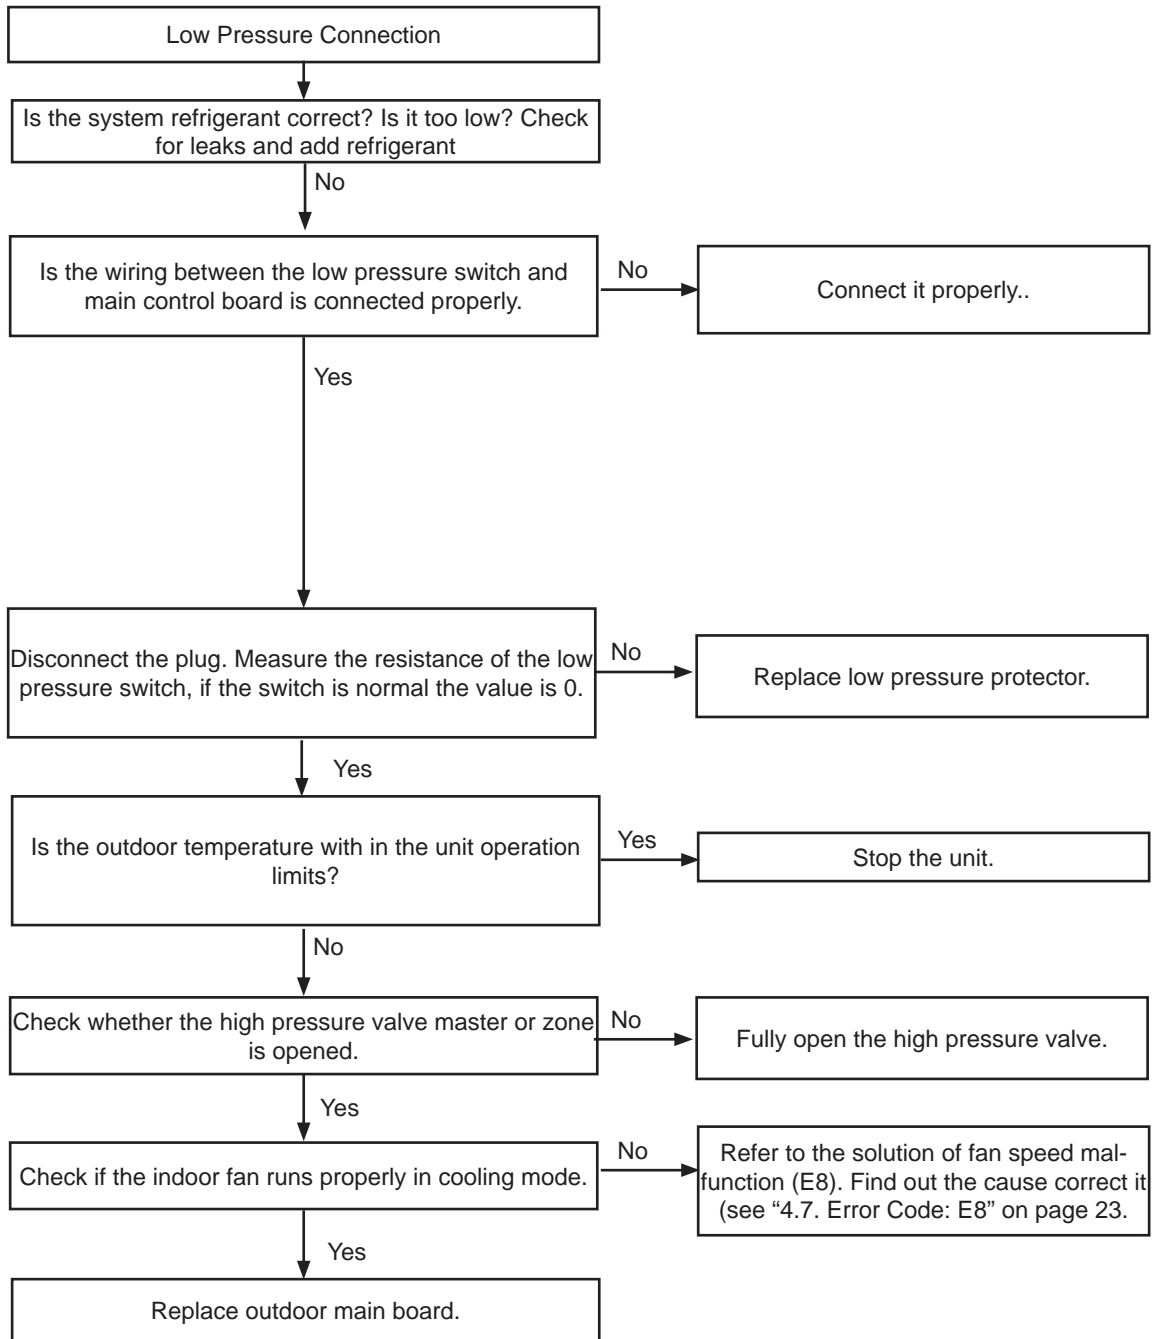 Low Pressure Connection
Is the system refrigerant correct? Is it too low? Check
for leaks and add refrigerant
No
Is the wiring between the low pressure switch and
main control board is connected properly.
No
Connect it properly..
Yes
Disconnect the plug. Measure the resistance of the low
pressure switch, if the switch is normal the value is 0.
No
Replace low pressure protector.
Yes
Is the outdoor temperature with in the unit operation
limits?
Yes
Stop the unit.
No
Check whether the high pressure valve master or zone
is opened.
No
Fully open the high pressure valve.
Yes
Check if the indoor fan runs properly in cooling mode.
No
Refer to the solution of fan speed mal-
function (E8). Find out the cause correct it
(see “4.7. Error Code: E8” on page 23.
Yes
Replace outdoor main board.